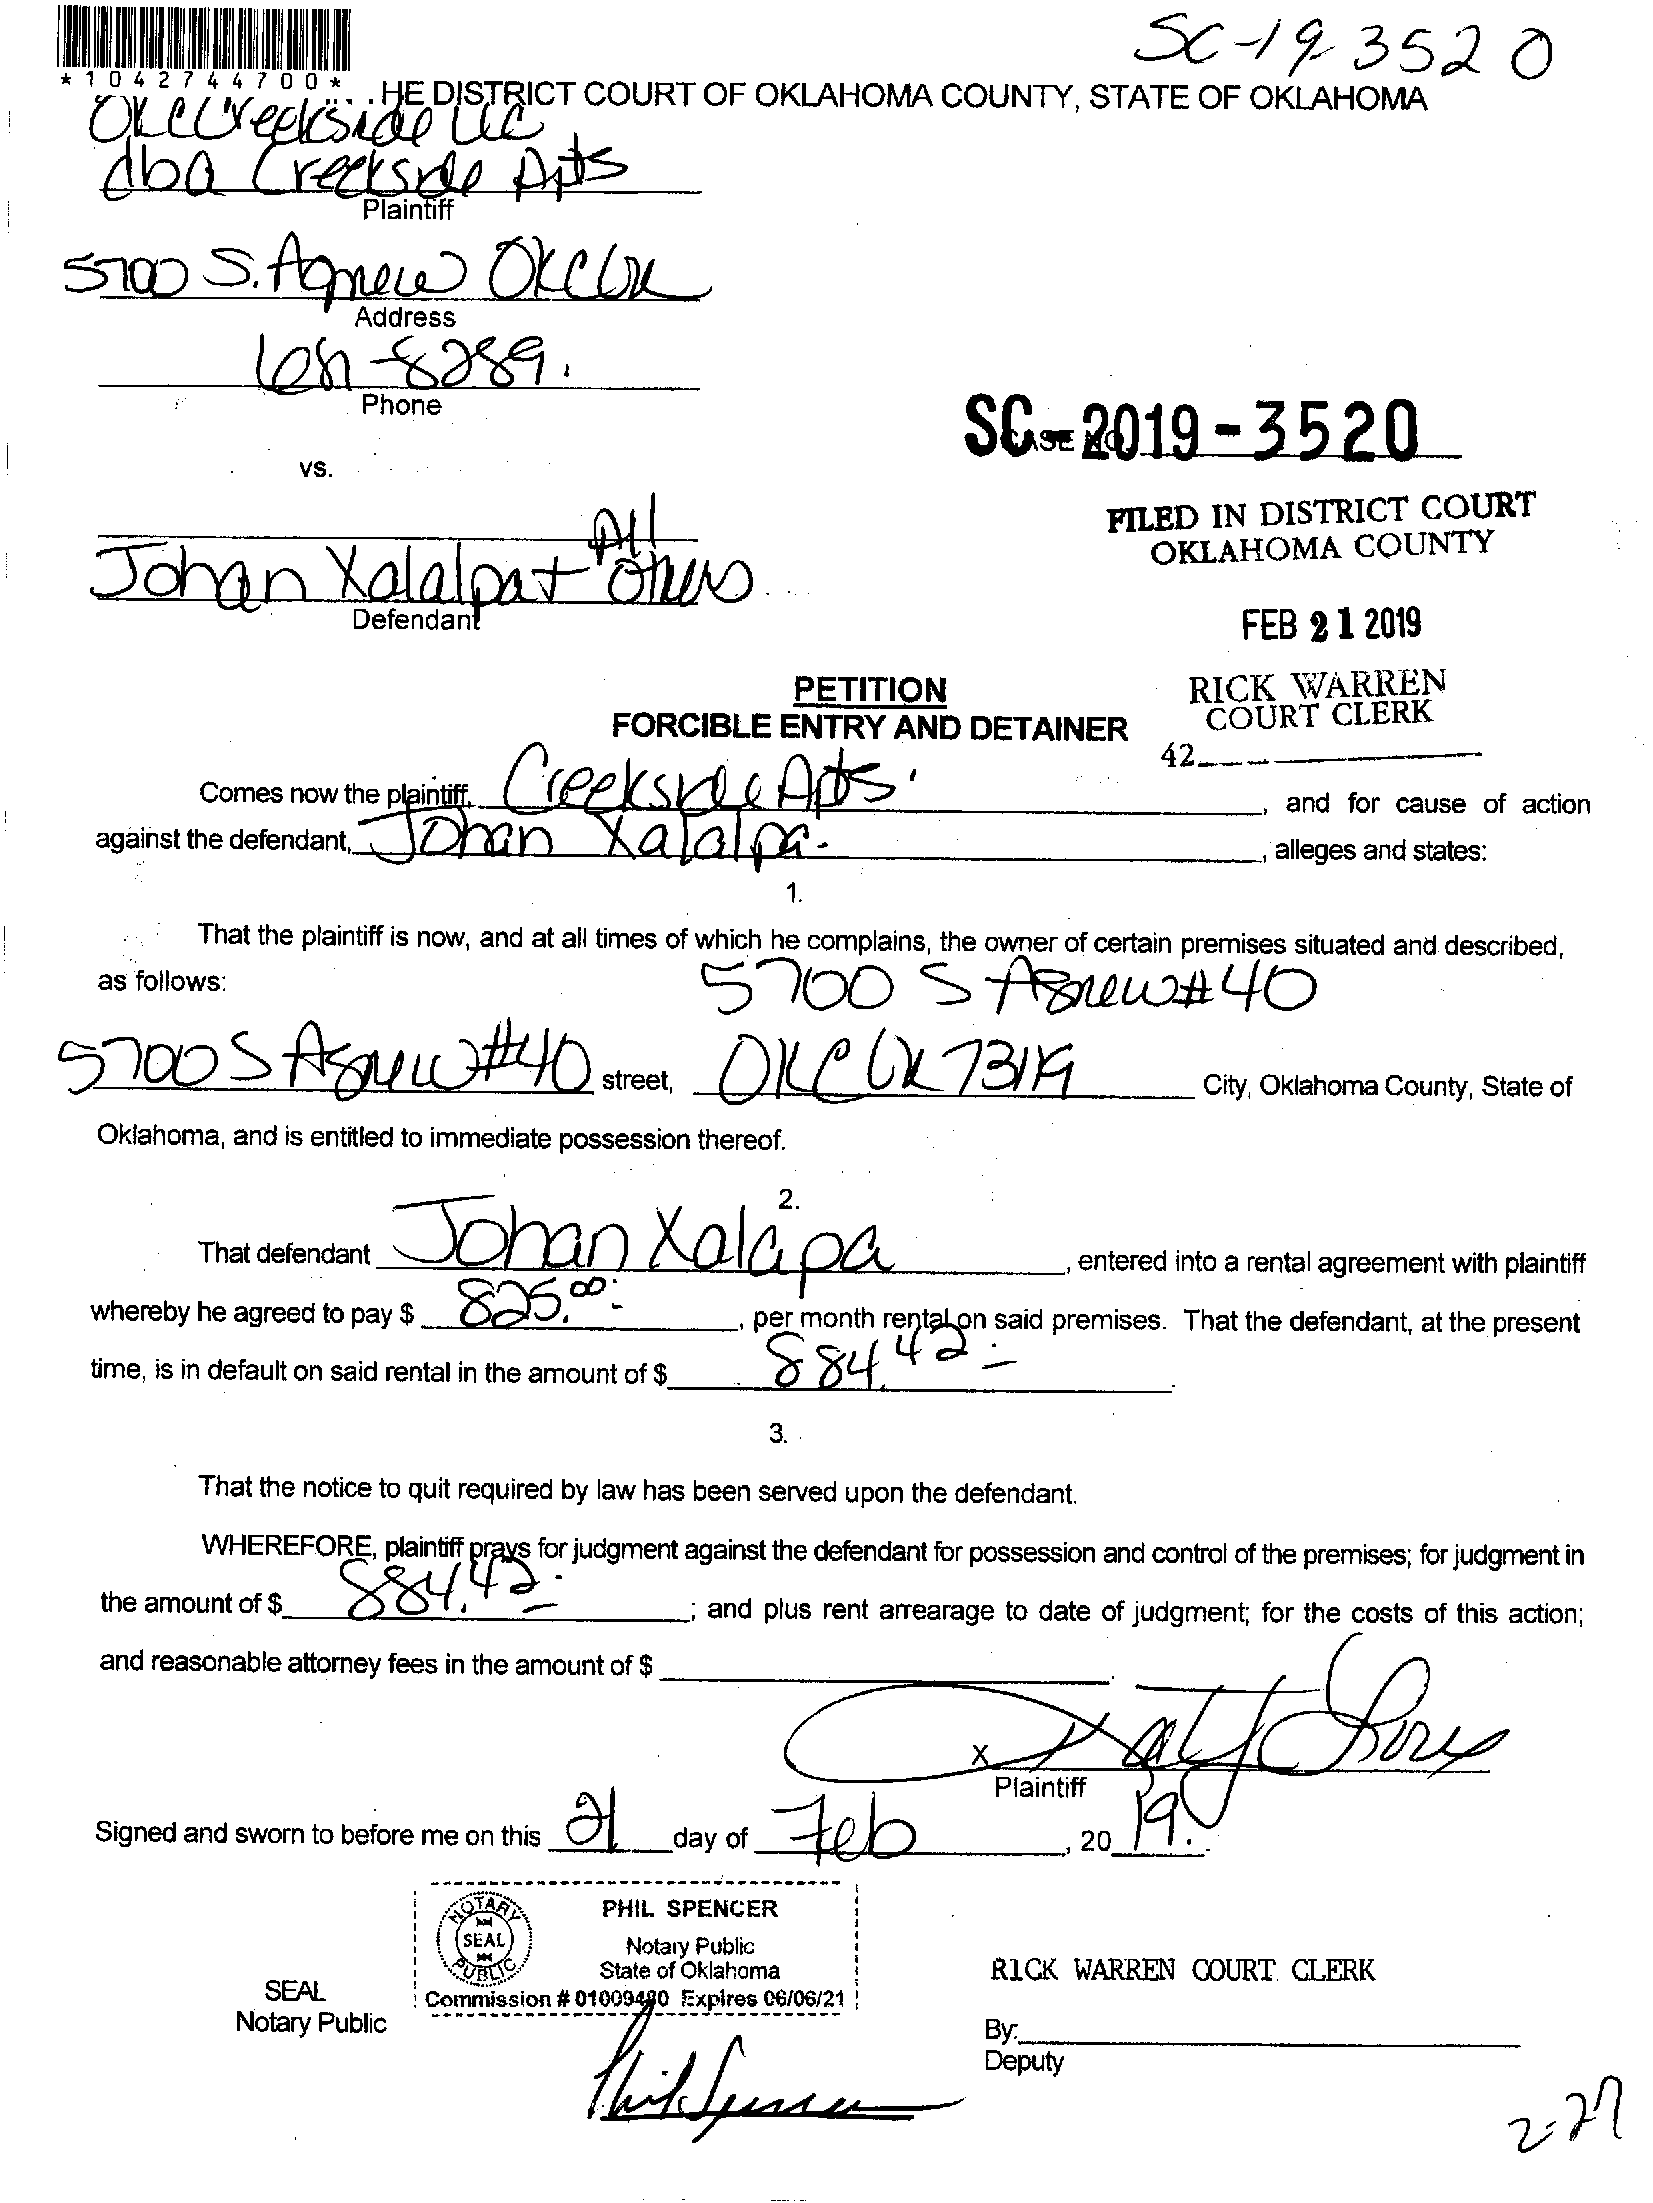 SC-19-3520
*1042744700*
HE DISTRICT COURT OF OKLAHOMA COUNTY, STATE OF OKLAHOMA
OKC Creekside LLC
dba Creekside Apts
Plaintiff
5700 S. Agnew OKC OK
Address
-8289.
Phone
SC-2019-3520
CASE NO
vs.
FILED IN DISTRICT COURT
OKLAHOMA COUNTY
All
Johan Xalalpa + others
Defendant
FEB 21 2019
PETITION
FORCIBLE ENTRY AND DETAINER
RICK WARREN
COURT CLERK
42
Comes now the plaintiff, Creekside Apts. , and for cause of action
against the defendant, Johan Xalalpa. , alleges and states:
1.
That the plaintiff is now, and at all times of which he complains, the owner of certain premises situated and described,
as follows: 5700 S Agnew #40
5700 S Agnew #40 street, OKC OK 73119 City, Oklahoma County, State of
Oklahoma, and is entitled to immediate possession thereof.
2.
That defendant Johan Xalapa , entered into a rental agreement with plaintiff
whereby he agreed to pay $ 825.00 , per month rental on said premises. That the defendant, at the present
time, is in default on said rental in the amount of $ 884.42 .
3.
That the notice to quit required by law has been served upon the defendant.
WHEREFORE, plaintiff prays for judgment against the defendant for possession and control of the premises; for judgment in
the amount of $ 884.42 ; and plus rent arrearage to date of judgment; for the costs of this action;
and reasonable attorney fees in the amount of $ .
x
Plaintiff
Signed and sworn to before me on this 21 day of Feb , 20 19.
NOTARY PUBLIC
SEAL
PHIL SPENCER
Notary Public
State of Oklahoma
Commission # 01009480 Expires 06/06/21
SEAL
Notary Public
RICK WARREN COURT CLERK
By:
Deputy
Phil Spencer
2-27